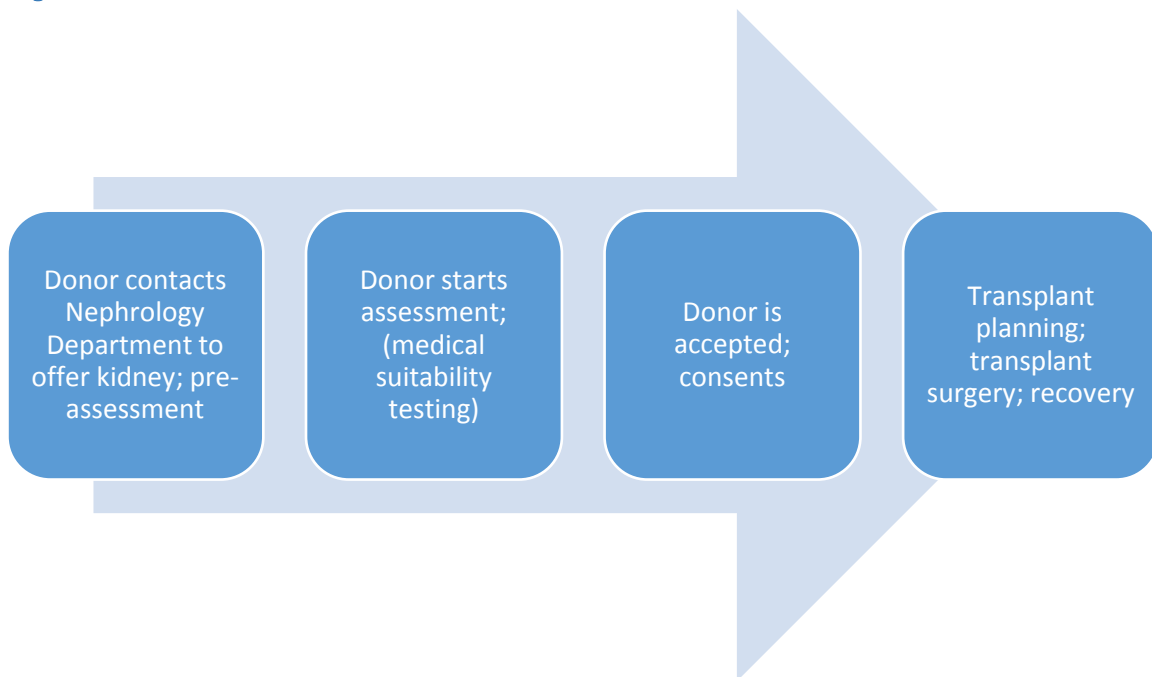 Donor contacts
Nephrology
Department to
offer kidney; pre-
assessment
Donor starts
assessment;
(medical
suitability
testing)
Donor is
accepted;
consents
Transplant
planning;
transplant
surgery; recovery